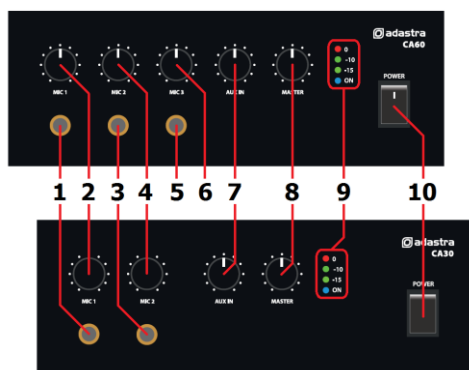 adastra
CA60
0
-10
-15
ON
POWER
MIC 1 MIC 2 MIC 3 AUX IN MASTER
1 2 3 4 5 6 7 8 9 10
adastra
CA30
0
-10
-15
ON
POWER
MIC 1 MIC 2 AUX IN MASTER